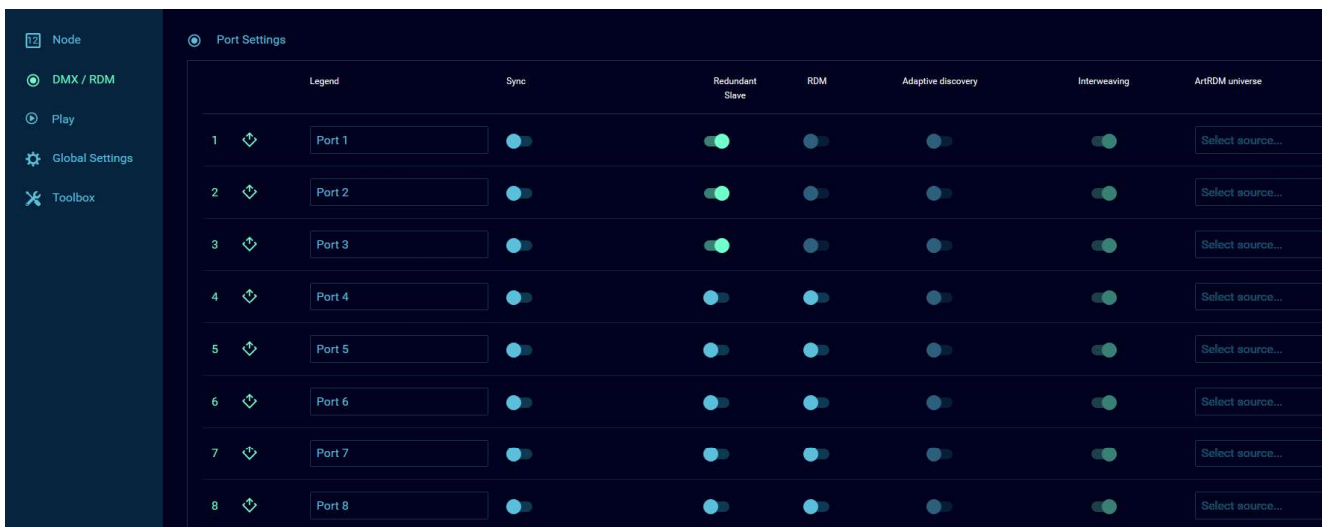 12 Node
DMX / RDM
Play
Global Settings
Toolbox
Port Settings
Legend Sync Redundant Slave RDM Adaptive discovery Interweaving ArtRDM universe
1 Port 1 Select source...
2 Port 2 Select source...
3 Port 3 Select source...
4 Port 4 Select source...
5 Port 5 Select source...
6 Port 6 Select source...
7 Port 7 Select source...
8 Port 8 Select source...